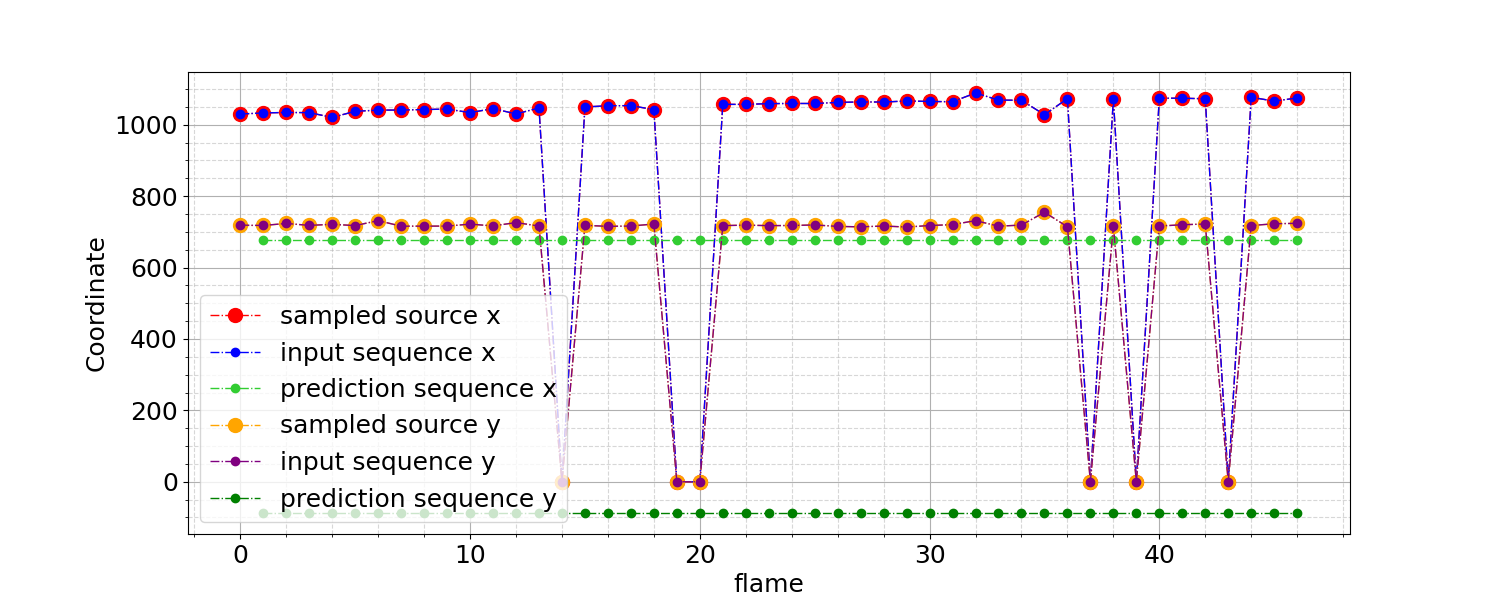 1000
800
600
400
200
0
Coordinate
sampled source x
input sequence x
prediction sequence x
sampled source y
input sequence y
prediction sequence y
0 10 20 30 40
flame